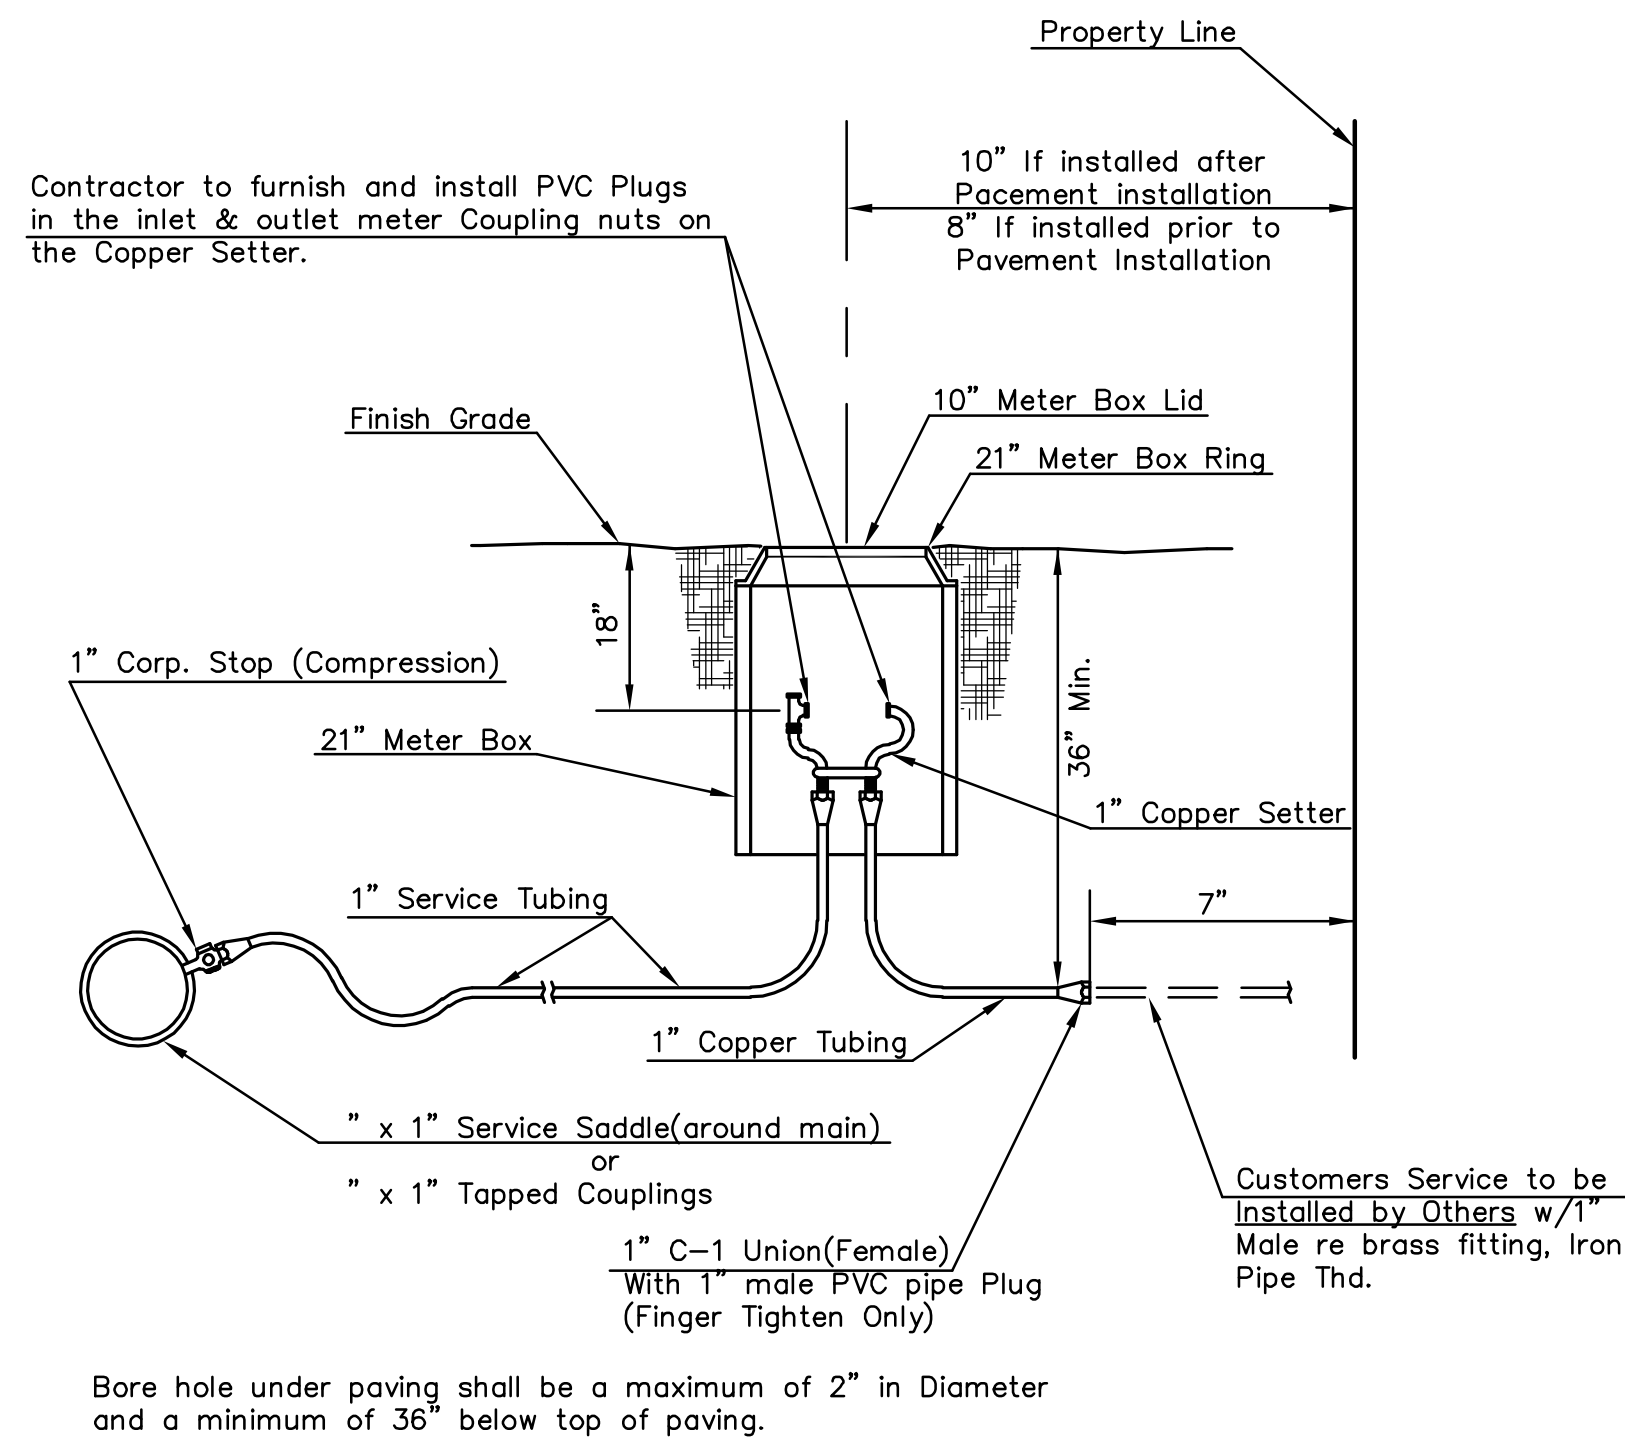 Property Line
10” If installed after
Pacement installation
8” If installed prior to
Pavement Installation
Contractor to furnish and install PVC Plugs
in the inlet & outlet meter Coupling nuts on
the Copper Setter.
10” Meter Box Lid
Finish Grade
21” Meter Box Ring
18”
1” Corp. Stop (Compression)
36” Min.
21” Meter Box
1” Copper Setter
1” Service Tubing
7”
1” Copper Tubing
” x 1” Service Saddle(around main)
or
” x 1” Tapped Couplings
Customers Service to be
Installed by Others w/1”
Male re brass fitting, Iron
Pipe Thd.
1” C-1 Union(Female)
With 1” male PVC pipe Plug
(Finger Tighten Only)
Bore hole under paving shall be a maximum of 2” in Diameter
and a minimum of 36” below top of paving.